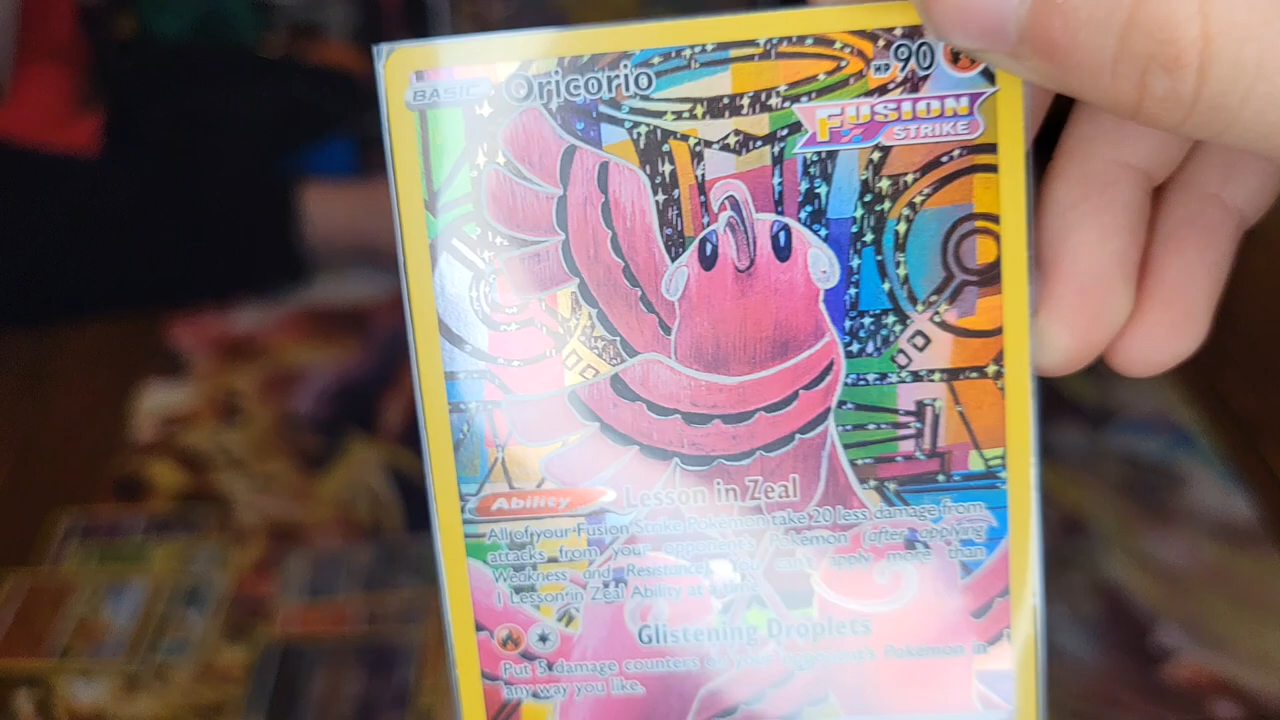 BASIC Oricorio HP 90
FUSION
STRIKE
Ability Lesson in Zeal
All of your Fusion Strike Pokémon take 20 less damage from
attacks from your opponent's Pokémon (after applying
Weakness and Resistance). You can't apply more than
1 Lesson in Zeal Ability at a time.
Glistening Droplets
Put 5 damage counters on your opponent's Pokémon in
any way you like.